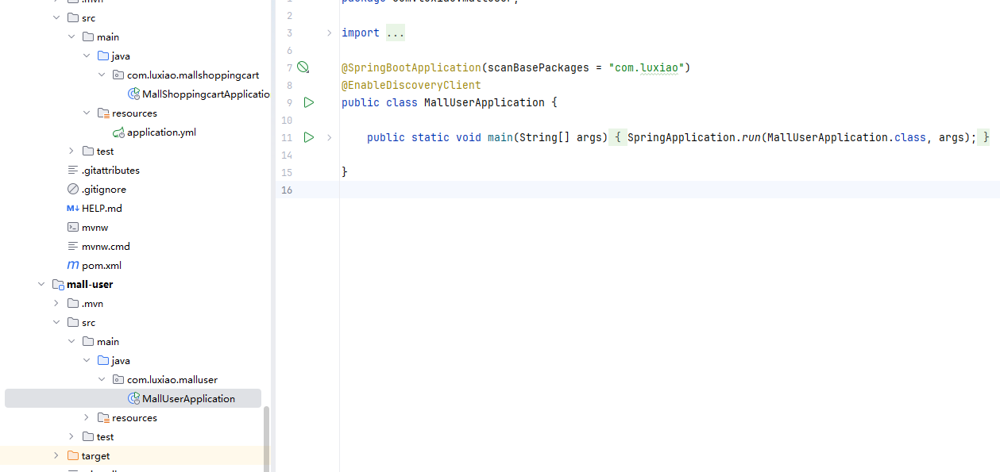 .mvn
src
main
java
com.luxiao.mallshoppingcart
MallShoppingcartApplicatio
resources
application.yml
test
.gitattributes
.gitignore
M↓ HELP.md
mvnw
mvnw.cmd
m pom.xml
mall-user
.mvn
src
main
java
com.luxiao.malluser
MallUserApplication
resources
test
target
2
3 import ...
6
7 @SpringBootApplication(scanBasePackages = "com.luxiao")
8 @EnableDiscoveryClient
9 public class MallUserApplication {
10
11 public static void main(String[] args) { SpringApplication.run(MallUserApplication.class, args); }
14
15 }
16